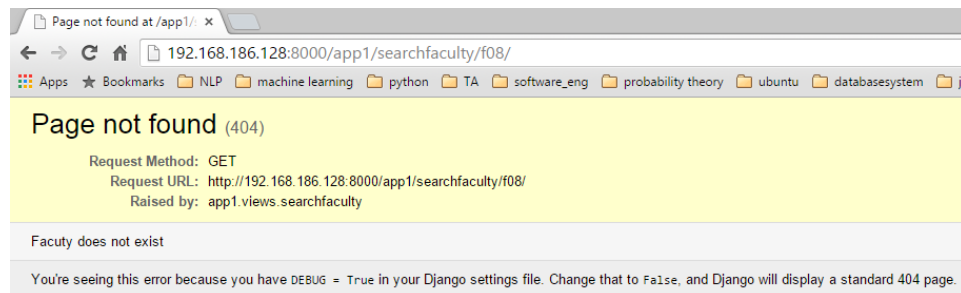 Page not found at /app1/s
192.168.186.128:8000/app1/searchfaculty/f08/
Apps Bookmarks NLP machine learning python TA software_eng probability theory ubuntu databasesystem j
Page not found (404)
Request Method: GET
Request URL: http://192.168.186.128:8000/app1/searchfaculty/f08/
Raised by: app1.views.searchfaculty
Facuty does not exist
You're seeing this error because you have DEBUG = True in your Django settings file. Change that to False, and Django will display a standard 404 page.